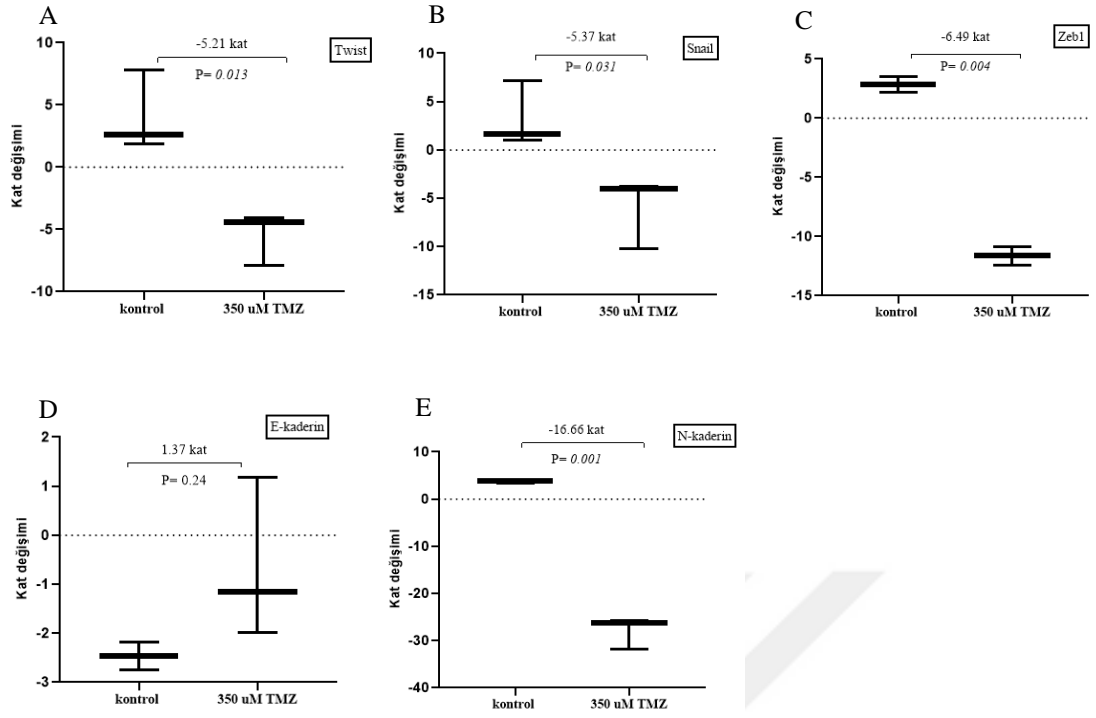 A
-5.21 kat
Twist
P= 0.013
Kat değişimi
10
5
0
-5
-10
kontrol
350 uM TMZ
B
-5.37 kat
Snail
P= 0.031
Kat değişimi
10
5
0
-5
-10
-15
kontrol
350 uM TMZ
C
-6.49 kat
Zeb1
P= 0.004
Kat değişimi
5
0
-5
-10
-15
kontrol
350 uM TMZ
D
E-kaderin
1.37 kat
P= 0.24
Kat değişimi
2
1
0
-1
-2
-3
kontrol
350 uM TMZ
E
-16.66 kat
N-kaderin
P= 0.001
Kat değişimi
10
0
-10
-20
-30
-40
kontrol
350 uM TMZ